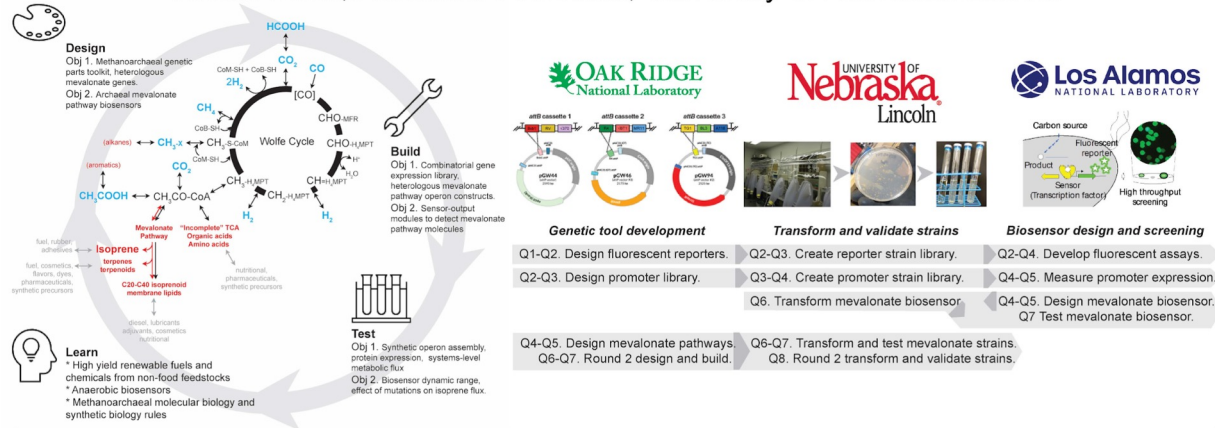 HCOOH
Design
Obj 1. Methanoarchaeal genetic
parts toolkit, heterologous
mevalonate genes.
Obj 2. Archaeal mevalonate
pathway biosensors
CoM-SH + CoB-SH
2H₂
CO₂
CO
[CO]
CH₄
CoB-SH
CHO-MFR
Wolfe Cycle
CHO-H₄MPT
(alkanes)
CH₃-X
CH₃-S-CoM
CoM-SH
H⁺
H₂O
(aromatics)
CO₂
CH₃-H₄MPT
CH₂-H₄MPT
CH=H₄MPT
CH₃COOH
CH₃CO-CoA
H₂
H₂
Mevalonate
Pathway
"Incomplete" TCA
Organic acids
Amino acids
fuel, rubber,
adhesives
Isoprene
fuel, cosmetics,
flavors, dyes,
pharmaceuticals,
synthetic precursors
terpenes
terpenoids
nutritional,
pharmaceuticals,
synthetic precursors
C20-C40 isoprenoid
membrane lipids
diesel, lubricants
adjuvants, cosmetics
nutritional
Build
Obj 1. Combinatorial gene
expression library,
heterologous mevalonate
pathway operon constructs.
Obj 2. Sensor-output
modules to detect mevalonate
pathway molecules
Test
Obj 1. Synthetic operon assembly,
protein expression, systems-level
metabolic flux
Obj 2. Biosensor dynamic range,
effect of mutations on isoprene flux.
Learn
* High yield renewable fuels and
chemicals from non-food feedstocks
* Anaerobic biosensors
* Methanoarchaeal molecular biology and
synthetic biology rules
OAK RIDGE
National Laboratory
UNIVERSITY OF
Nebraska
Lincoln
Los Alamos
NATIONAL LABORATORY
attB cassette 1
attB cassette 2
attB cassette 3
pGW44
pGW44
pGW44
Carbon source
Fluorescent
reporter
Product
Sensor
(Transcription factor)
High throughput
screening
Genetic tool development
Transform and validate strains
Biosensor design and screening
Q1-Q2. Design fluorescent reporters.
Q2-Q3. Create reporter strain library.
Q2-Q4. Develop fluorescent assays.
Q2-Q3. Design promoter library.
Q3-Q4. Create promoter strain library.
Q4-Q5. Measure promoter expression.
Q6. Transform mevalonate biosensor
Q4-Q5. Design mevalonate biosensor.
Q7 Test mevalonate biosensor.
Q4-Q5. Design mevalonate pathways.
Q6-Q7. Transform and test mevalonate strains.
Q6-Q7. Round 2 design and build.
Q8. Round 2 transform and validate strains.